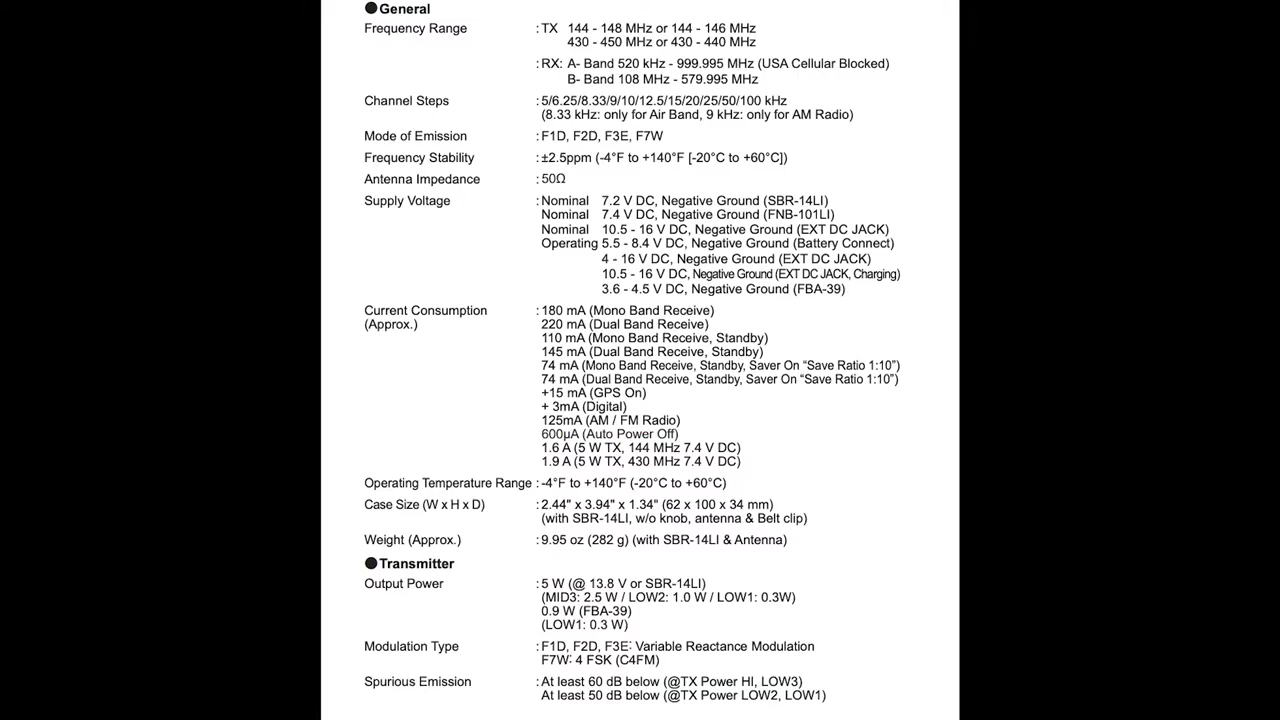 ●General
Frequency Range : TX 144 - 148 MHz or 144 - 146 MHz
430 - 450 MHz or 430 - 440 MHz
: RX: A- Band 520 kHz - 999.995 MHz (USA Cellular Blocked)
B- Band 108 MHz - 579.995 MHz
Channel Steps : 5/6.25/8.33/9/10/12.5/15/20/25/50/100 kHz
(8.33 kHz: only for Air Band, 9 kHz: only for AM Radio)
Mode of Emission : F1D, F2D, F3E, F7W
Frequency Stability : ±2.5ppm (-4°F to +140°F [-20°C to +60°C])
Antenna Impedance : 50Ω
Supply Voltage : Nominal 7.2 V DC, Negative Ground (SBR-14LI)
Nominal 7.4 V DC, Negative Ground (FNB-101LI)
Nominal 10.5 - 16 V DC, Negative Ground (EXT DC JACK)
Operating 5.5 - 8.4 V DC, Negative Ground (Battery Connect)
4 - 16 V DC, Negative Ground (EXT DC JACK)
10.5 - 16 V DC, Negative Ground (EXT DC JACK, Charging)
3.6 - 4.5 V DC, Negative Ground (FBA-39)
Current Consumption : 180 mA (Mono Band Receive)
(Approx.) 220 mA (Dual Band Receive)
110 mA (Mono Band Receive, Standby)
145 mA (Dual Band Receive, Standby)
74 mA (Mono Band Receive, Standby, Saver On “Save Ratio 1:10”)
74 mA (Dual Band Receive, Standby, Saver On “Save Ratio 1:10”)
+15 mA (GPS On)
+ 3mA (Digital)
125mA (AM / FM Radio)
600μA (Auto Power Off)
1.6 A (5 W TX, 144 MHz 7.4 V DC)
1.9 A (5 W TX, 430 MHz 7.4 V DC)
Operating Temperature Range : -4°F to +140°F (-20°C to +60°C)
Case Size (W x H x D) : 2.44" x 3.94" x 1.34" (62 x 100 x 34 mm)
(with SBR-14LI, w/o knob, antenna & Belt clip)
Weight (Approx.) : 9.95 oz (282 g) (with SBR-14LI & Antenna)
●Transmitter
Output Power : 5 W (@ 13.8 V or SBR-14LI)
(MID3: 2.5 W / LOW2: 1.0 W / LOW1: 0.3W)
0.9 W (FBA-39)
(LOW1: 0.3 W)
Modulation Type : F1D, F2D, F3E: Variable Reactance Modulation
F7W: 4 FSK (C4FM)
Spurious Emission : At least 60 dB below (@TX Power HI, LOW3)
At least 50 dB below (@TX Power LOW2, LOW1)